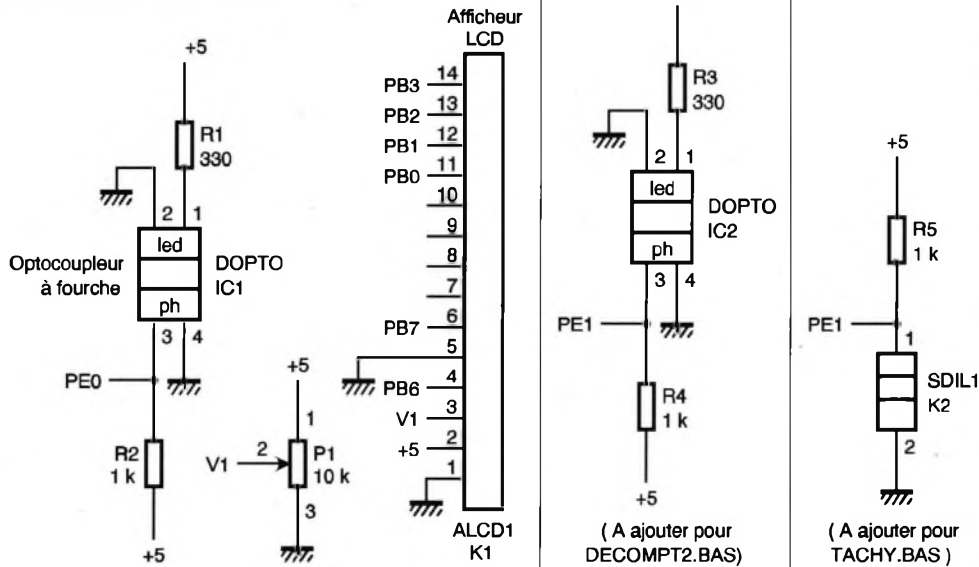 +5
R1
330
2 1
led
Optocoupleur
à fourche
DOPTO
IC1
ph
3 4
PE0
R2
1 k
+5
+5
1
V1
2
P1
10 k
3
Afficheur
LCD
PB3 14
PB2 13
PB1 12
PB0 11
10
9
8
7
PB7 6
5
PB6 4
V1 3
+5 2
1
ALCD1
K1
R3
330
2 1
led
DOPTO
IC2
ph
3 4
PE1
R4
1 k
+5
( A ajouter pour
DECOMPT2.BAS)
+5
R5
1 k
PE1
1
SDIL1
K2
2
( A ajouter pour
TACHY.BAS )